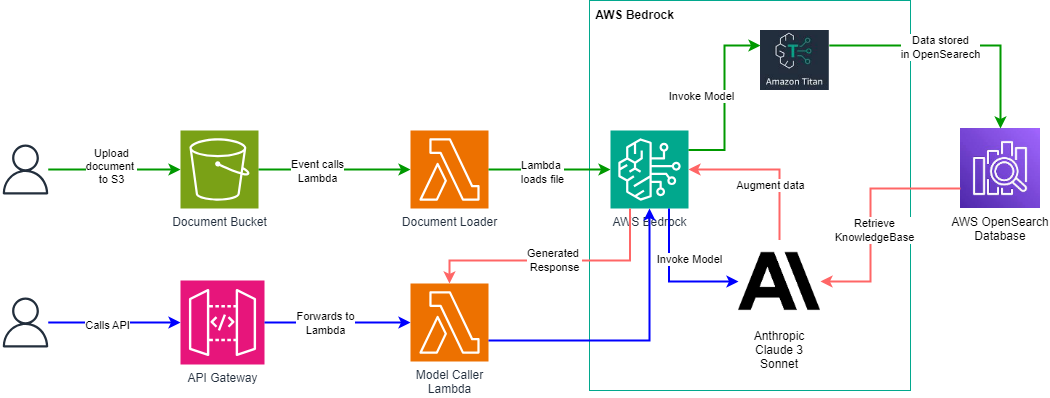 AWS Bedrock
Amazon Titan
Data stored
in OpenSearech
Invoke Model
Upload
document
to S3
Event calls
Lambda
Lambda
loads file
Augment data
Document Bucket
Document Loader
AWS Bedrock
AWS OpenSearch
Database
Retrieve
KnowledgeBase
Generated
Response
Invoke Model
Calls API
Forwards to
Lambda
API Gateway
Model Caller
Lambda
Anthropic
Claude 3
Sonnet